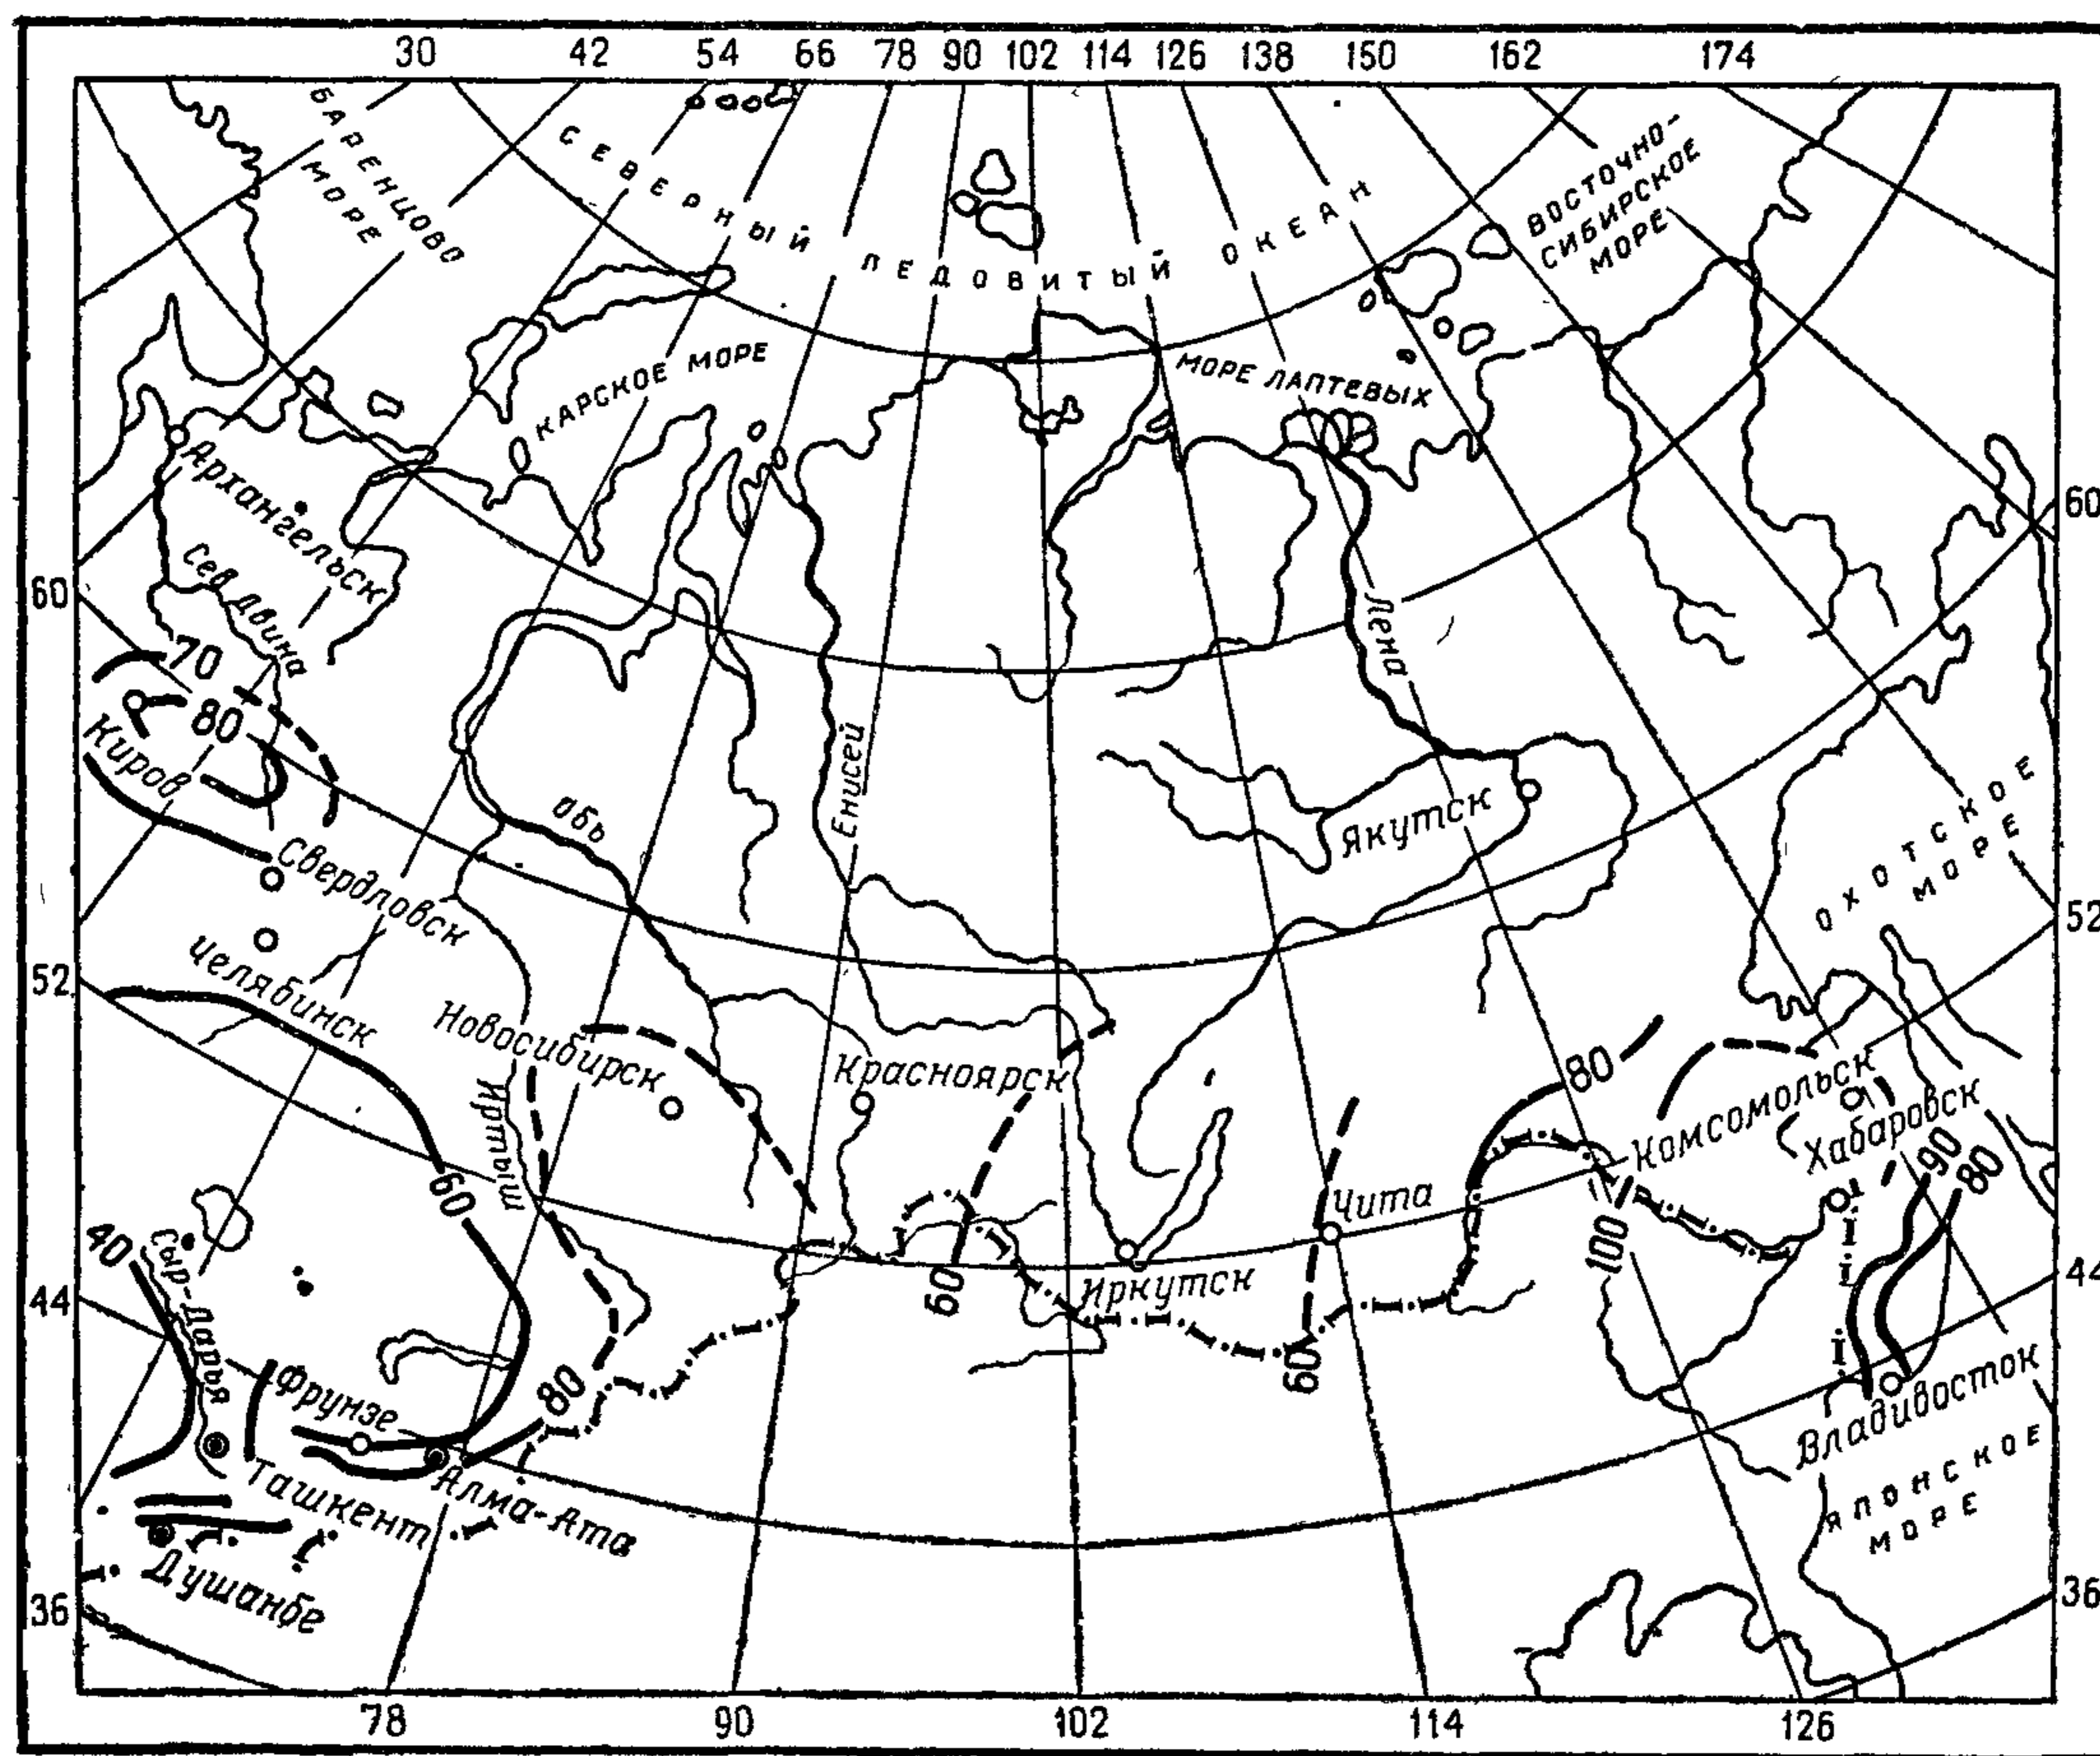 30 42 54 66 78 90 102 114 126 138 150 162 174
БАРЕНЦОВО
МОРЕ
СЕВЕРНЫЙ ЛЕДОВИТЫЙ ОКЕАН
ВОСТОЧНО-
СИБИРСКОЕ
МОРЕ
КАРСКОЕ МОРЕ
МОРЕ ЛАПТЕВЫХ
Архангельск
60
60
Сев Двина
Лена
70
80
Киров
Обь
Енисей
Якутск
ОХОТСКОЕ
МОРЕ
Свердловск
52
52
Челябинск
Новосибирск
Красноярск
Иртыш
80
Комсомольск
Хабаровск
90
80
60
Чита
100
40
Сыр-Дарья
60
Иркутск
44
44
60
Фрунзе
80
Владивосток
Ташкент
Алма-Ата
ЯПОНСКОЕ
МОРЕ
Душанбе
36
36
78 90 102 114 126